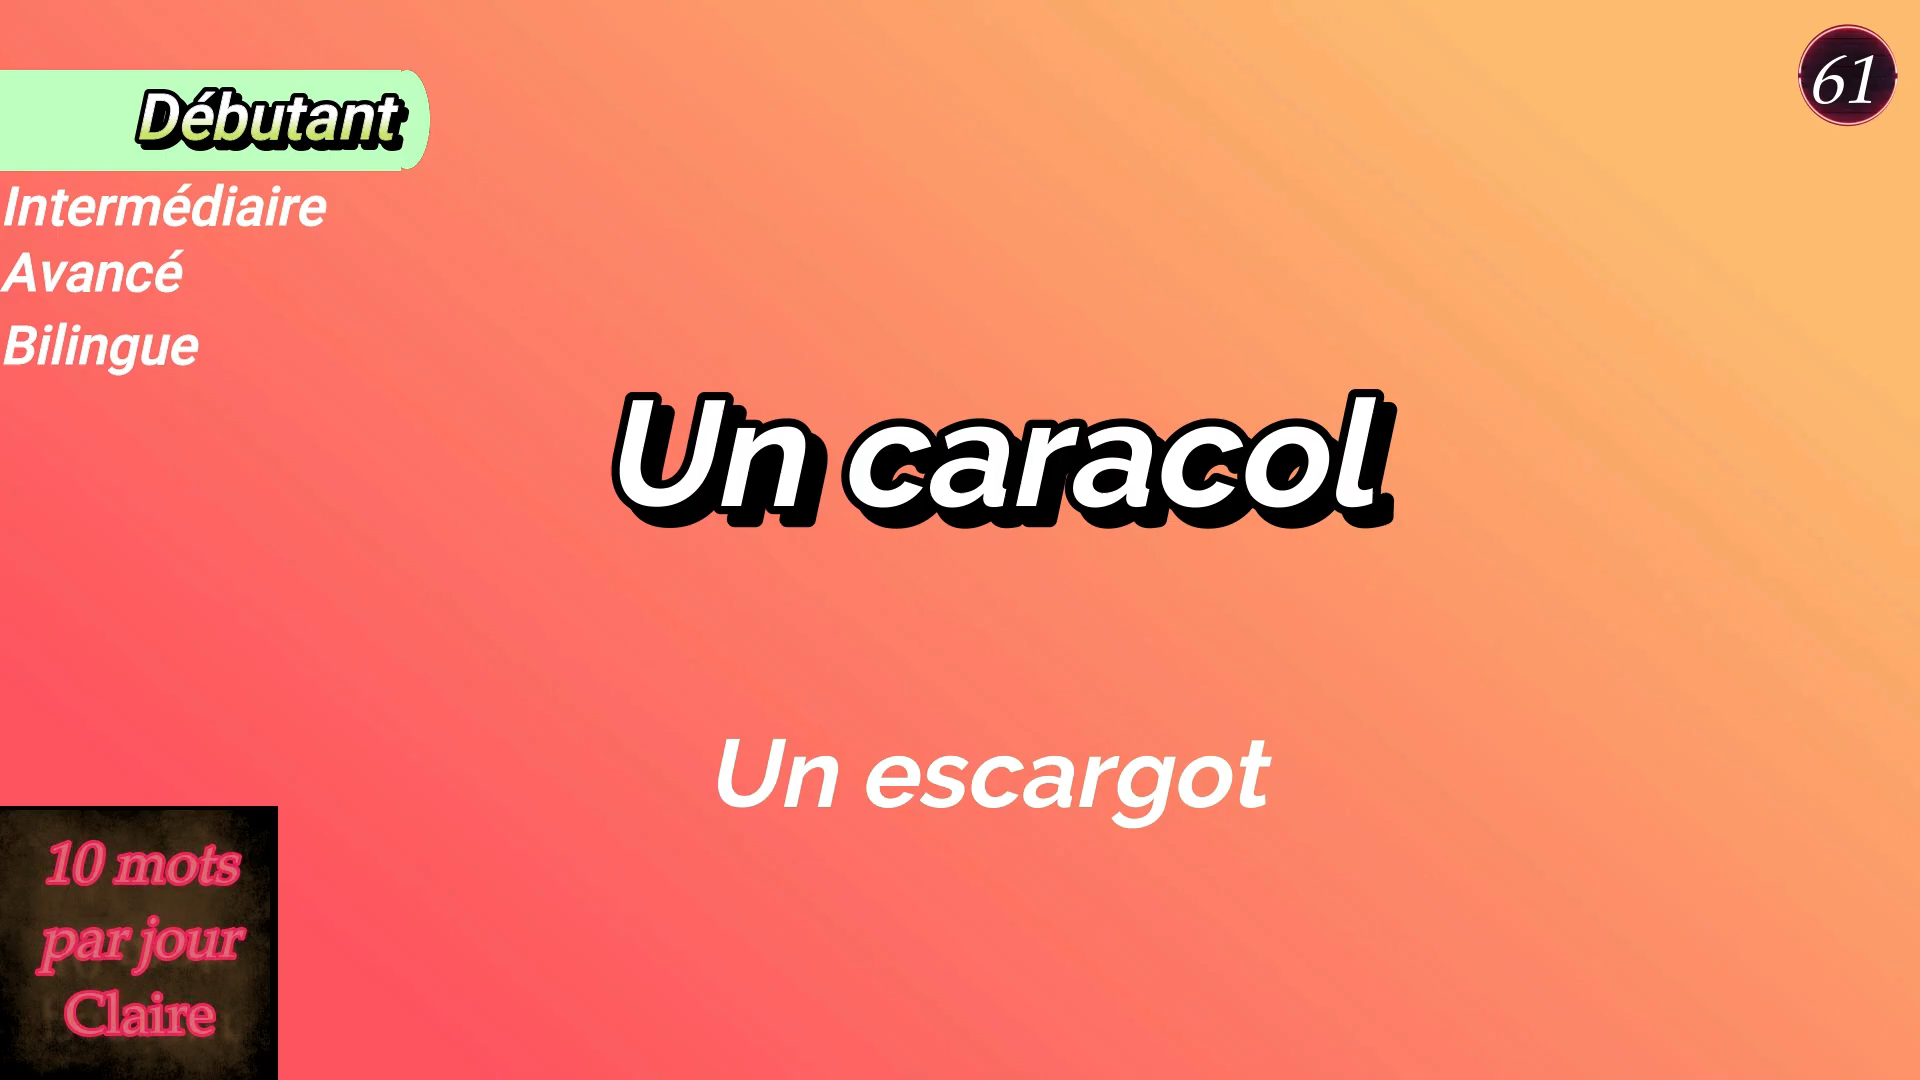 61
Débutant
Intermédiaire
Avancé
Bilingue
Un caracol
Un escargot
10 mots
par jour
Claire